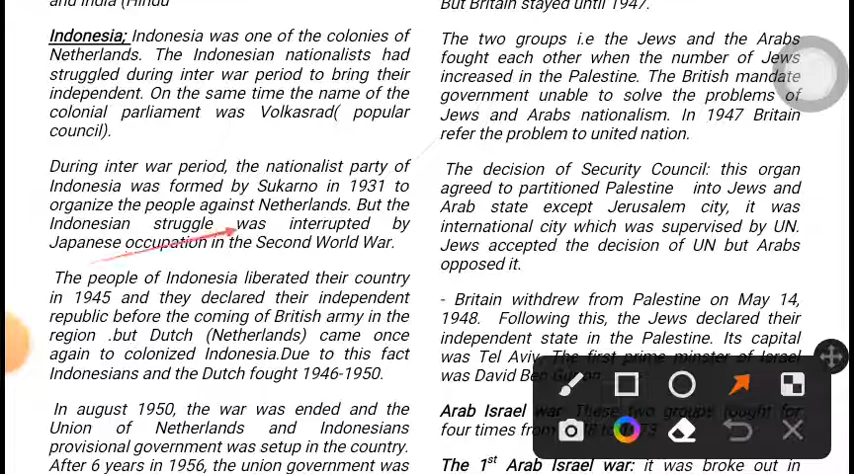 and India (Hindu
Indonesia; Indonesia was one of the colonies of
Netherlands. The Indonesian nationalists had
struggled during inter war period to bring their
independent. On the same time the name of the
colonial parliament was Volkasrad( popular
council).
During inter war period, the nationalist party of
Indonesia was formed by Sukarno in 1931 to
organize the people against Netherlands. But the
Indonesian struggle was interrupted by
Japanese occupation in the Second World War.
The people of Indonesia liberated their country
in 1945 and they declared their independent
republic before the coming of British army in the
region .but Dutch (Netherlands) came once
again to colonized Indonesia.Due to this fact
Indonesians and the Dutch fought 1946-1950.
In august 1950, the war was ended and the
Union of Netherlands and Indonesians
provisional government was setup in the country.
After 6 years in 1956, the union government was
But Britain stayed until 1947.
The two groups i.e the Jews and the Arabs
fought each other when the number of Jews
increased in the Palestine. The British mandate
government unable to solve the problems of
Jews and Arabs nationalism. In 1947 Britain
refer the problem to united nation.
The decision of Security Council: this organ
agreed to partitioned Palestine into Jews and
Arab state except Jerusalem city, it was
international city which was supervised by UN.
Jews accepted the decision of UN but Arabs
opposed it.
- Britain withdrew from Palestine on May 14,
1948. Following this, the Jews declared their
independent state in the Palestine. Its capital
was Tel Aviv. The first prime minster of Israel
was David Ben
Arab Israel war: These two groups fought for
four times from
The 1st Arab Israel war: it was broke out in